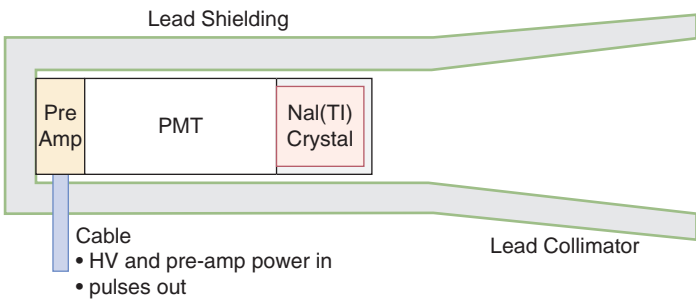 Lead Shielding
Pre
Amp
PMT
NaI(Tl)
Crystal
Cable
• HV and pre-amp power in
• pulses out
Lead Collimator